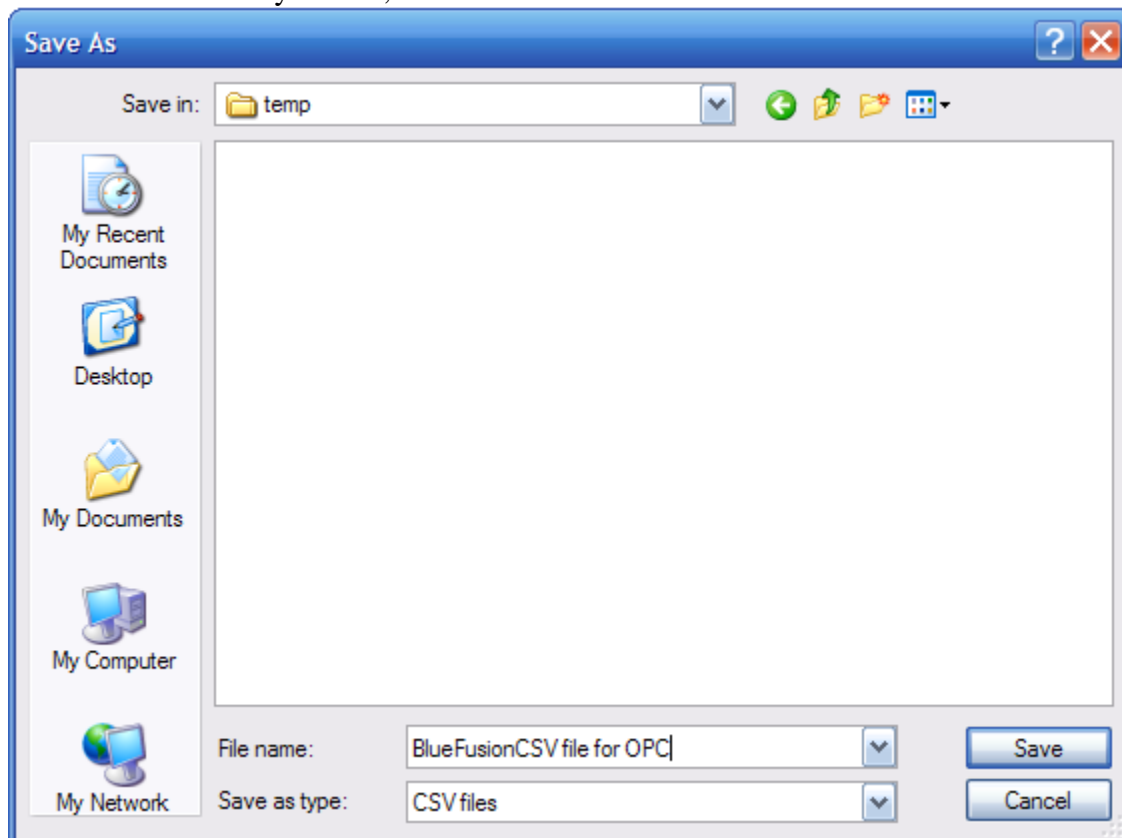 Save As
Save in: temp
My Recent
Documents
Desktop
My Documents
My Computer
My Network
File name: BlueFusionCSV file for OPC
Save
Save as type: CSV files
Cancel